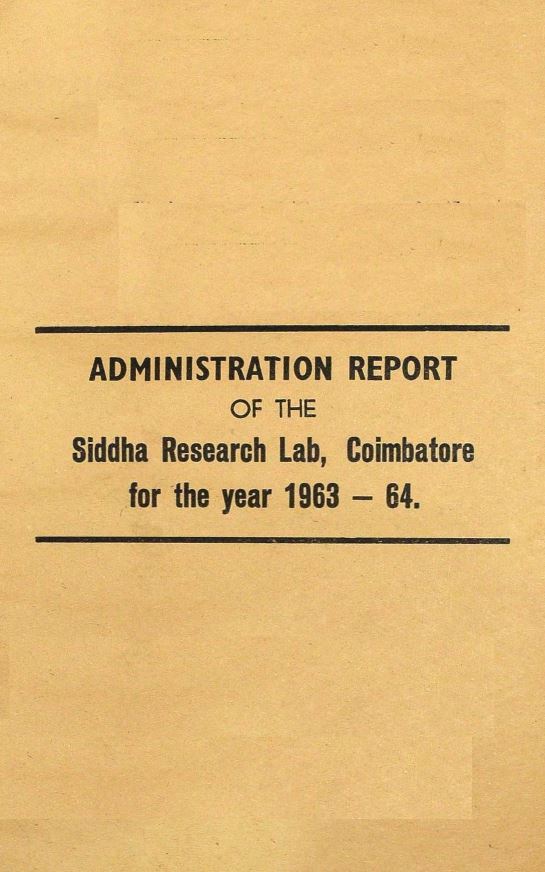 ADMINISTRATION REPORT
OF THE
Siddha Research Lab, Coimbatore
for the year 1963 — 64.